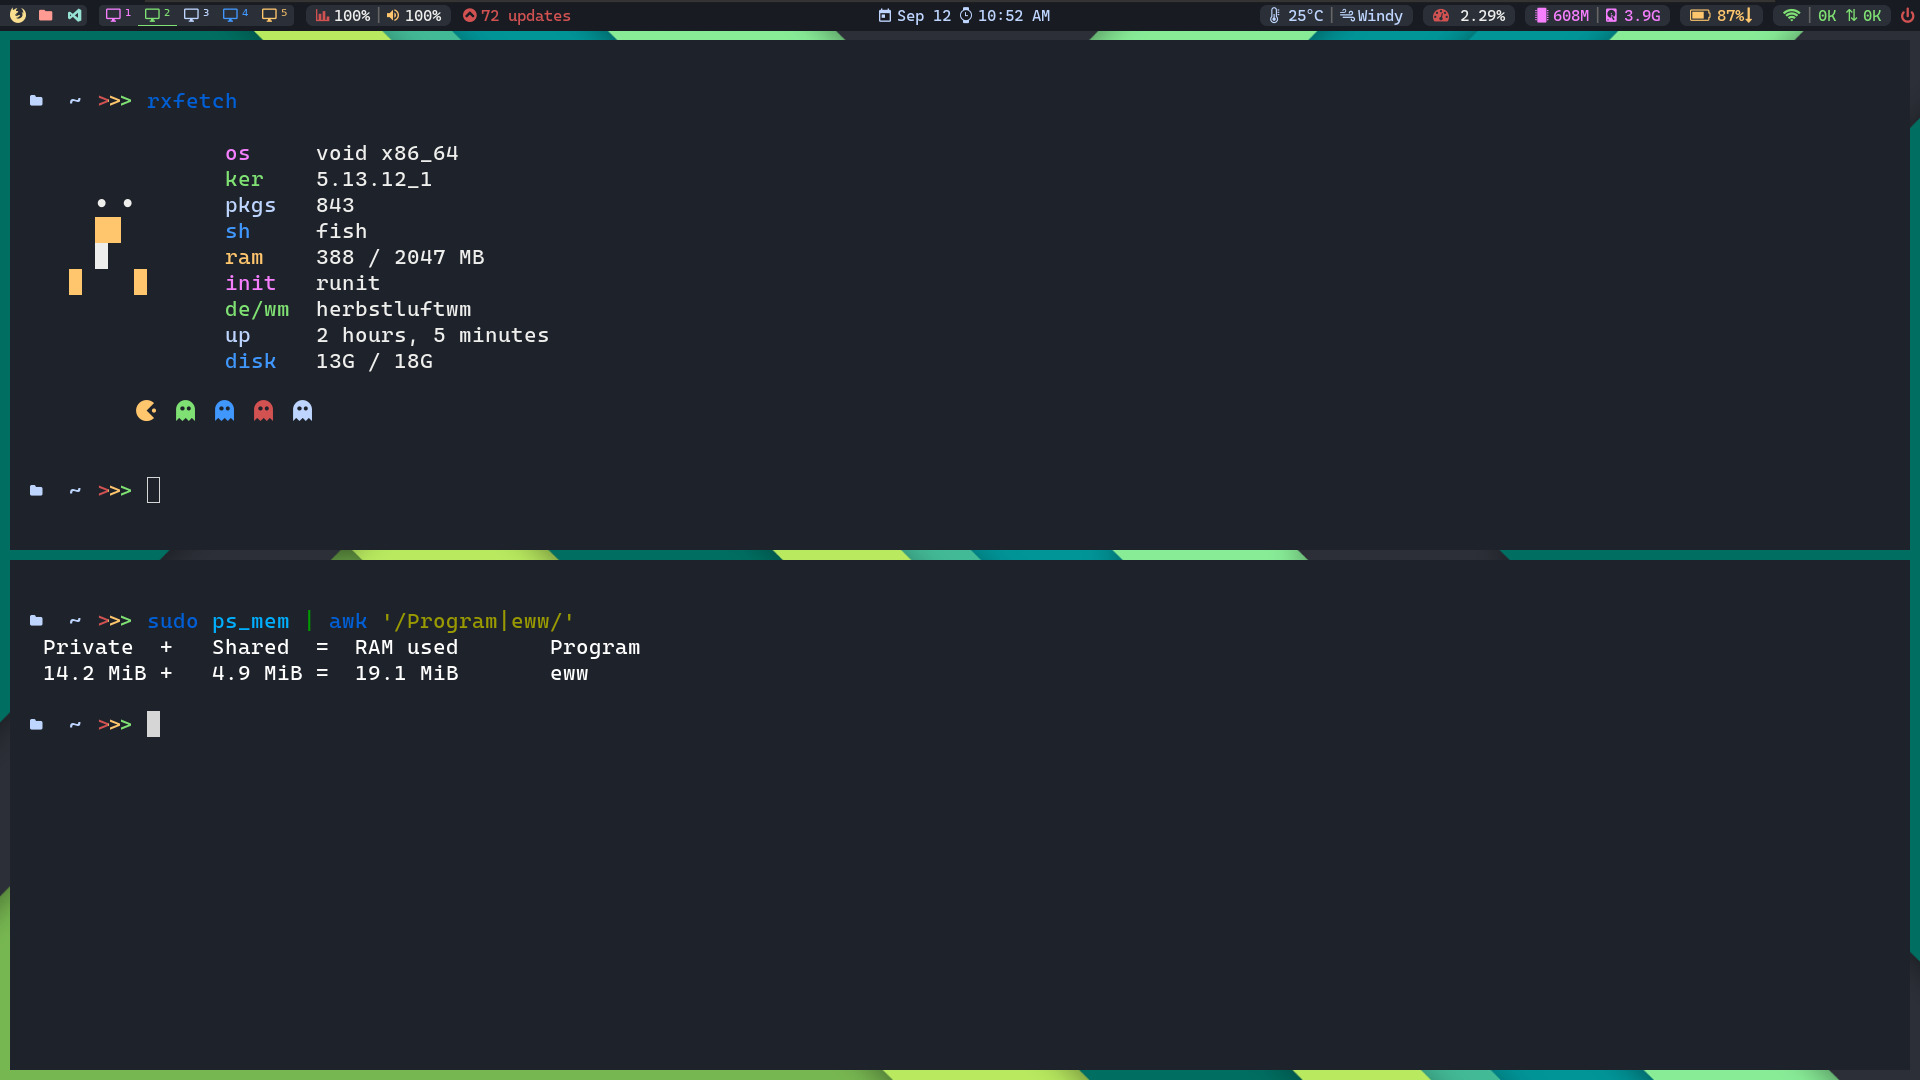 1 2 3 4 5 100% | 100% 72 updates Sep 12 10:52 AM 25°C | Windy 2.29% 608M | 3.9G 87% | 0K ⇅ 0K
~ >>> rxfetch
os void x86_64
ker 5.13.12_1
pkgs 843
sh fish
ram 388 / 2047 MB
init runit
de/wm herbstluftwm
up 2 hours, 5 minutes
disk 13G / 18G
~ >>>
~ >>> sudo ps_mem | awk '/Program|eww/'
Private + Shared = RAM used Program
14.2 MiB + 4.9 MiB = 19.1 MiB eww
~ >>>